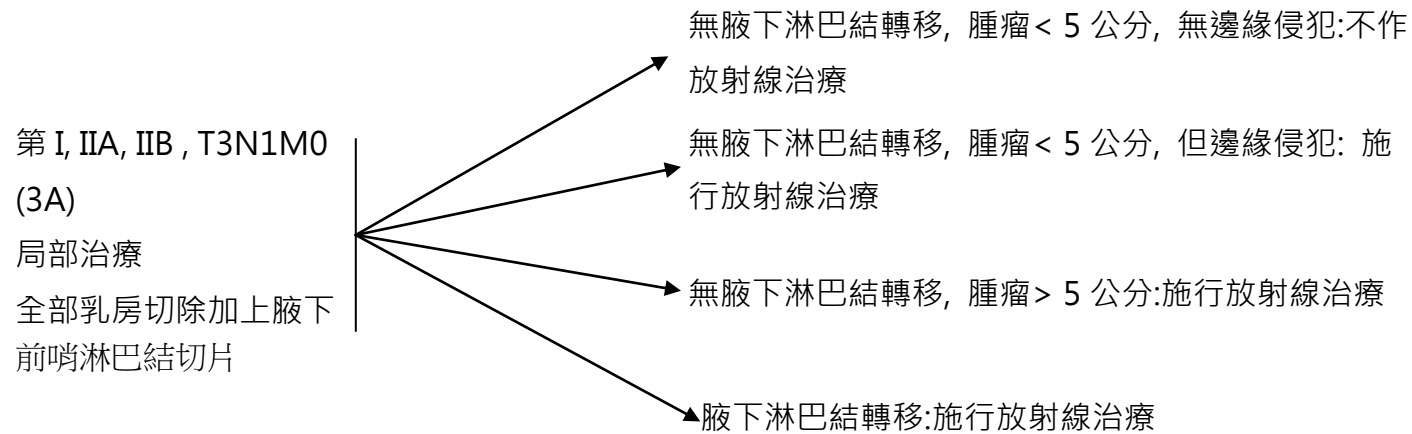 第 I, IIA, IIB , T3N1M0
(3A)
局部治療
全部乳房切除加上腋下
前哨淋巴結切片
無腋下淋巴結轉移, 腫瘤< 5 公分, 無邊緣侵犯:不作
放射線治療
無腋下淋巴結轉移, 腫瘤< 5 公分, 但邊緣侵犯: 施
行放射線治療
無腋下淋巴結轉移, 腫瘤> 5 公分:施行放射線治療
腋下淋巴結轉移:施行放射線治療